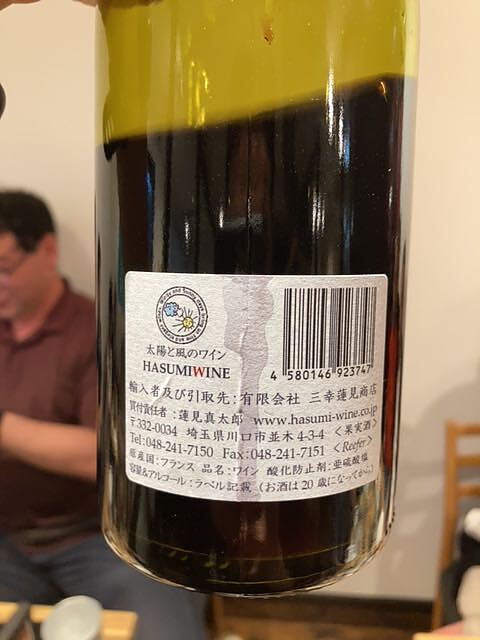 太陽と風のワイン
HASUMIWINE
4 580146 923747
輸入者及び引取先:有限会社 三幸蓮見商店
買付責任者:蓮見真太郎 www.hasumi-wine.co.jp
〒332-0034 埼玉県川口市並木4-3-4 <果実酒>
Tel:048-241-7150 Fax:048-241-7151 <Reefer>
原産国:フランス 品名:ワイン 酸化防止剤:亜硫酸塩
容量&アルコール:ラベル記載 (お酒は20歳になってから)